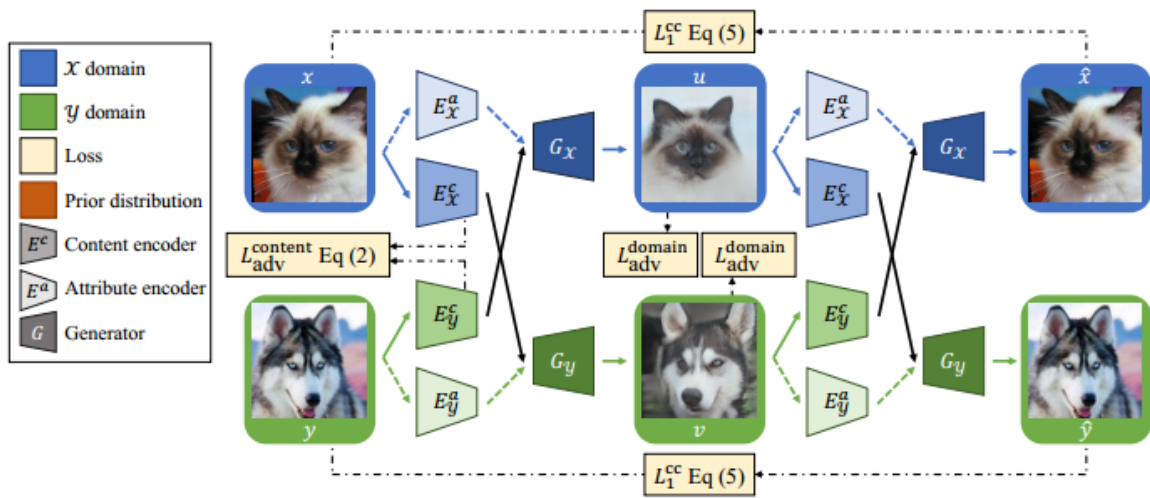 𝒳 domain
𝒴 domain
Loss
Prior distribution
E^c Content encoder
E^a Attribute encoder
G Generator
L_1^cc Eq (5)
x
E_𝒳^a
E_𝒳^c
G_𝒳
u
E_𝒳^a
E_𝒳^c
G_𝒳
x̂
L_adv^content Eq (2)
L_adv^domain
L_adv^domain
E_𝒴^c
E_𝒴^a
G_𝒴
E_𝒴^c
E_𝒴^a
G_𝒴
y
v
ŷ
L_1^cc Eq (5)